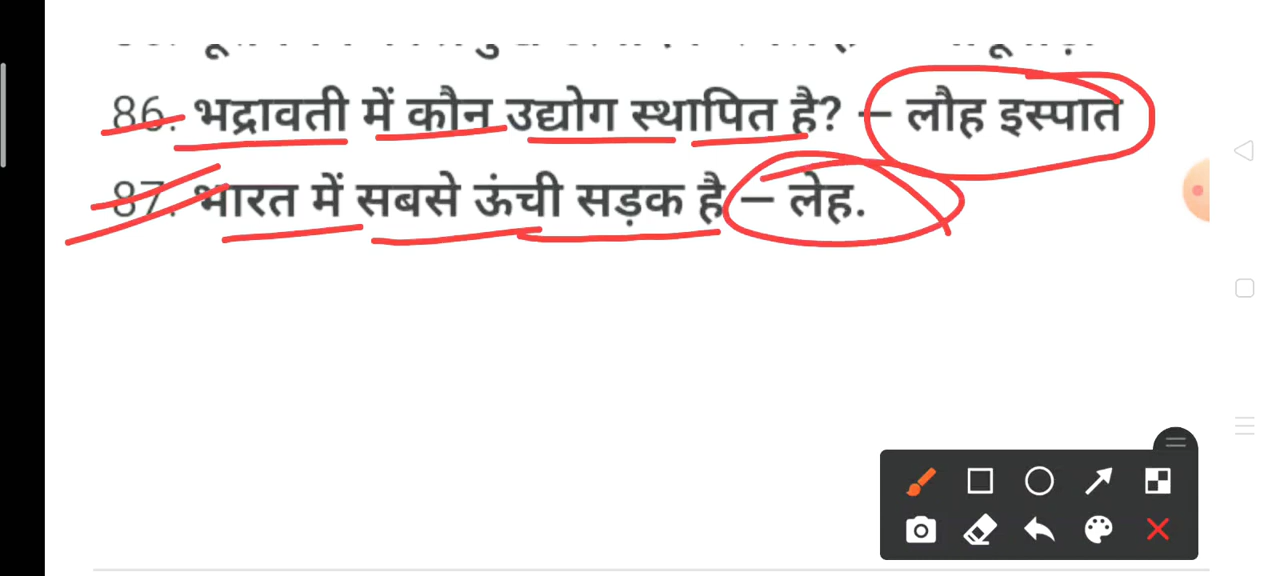 86. भद्रावती में कौन उद्योग स्थापित है? – लौह इस्पात
87. भारत में सबसे ऊंची सड़क है – लेह.